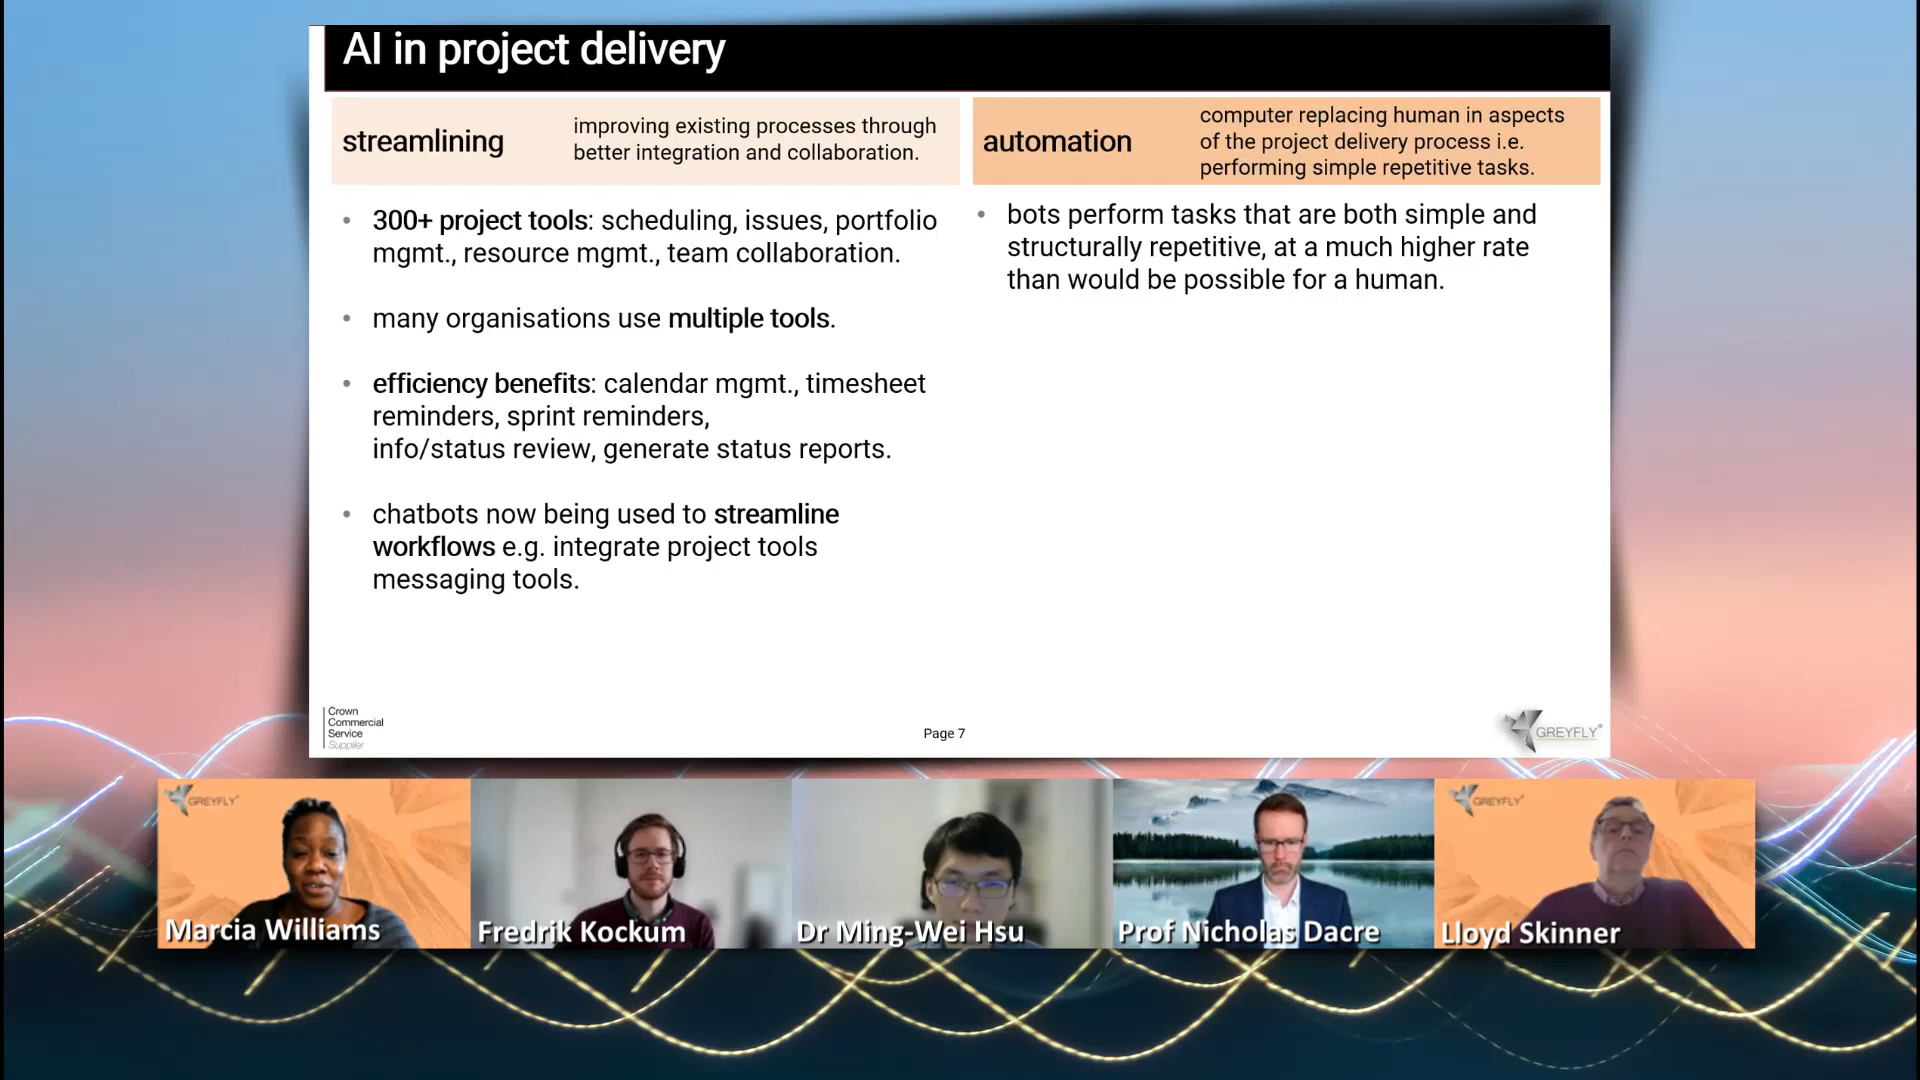 AI in project delivery
streamlining
improving existing processes through
better integration and collaboration.
automation
computer replacing human in aspects
of the project delivery process i.e.
performing simple repetitive tasks.
• 300+ project tools: scheduling, issues, portfolio
mgmt., resource mgmt., team collaboration.
• many organisations use multiple tools.
• efficiency benefits: calendar mgmt., timesheet
reminders, sprint reminders,
info/status review, generate status reports.
• chatbots now being used to streamline
workflows e.g. integrate project tools
messaging tools.
• bots perform tasks that are both simple and
structurally repetitive, at a much higher rate
than would be possible for a human.
Crown
Commercial
Service
Supplier
Page 7
GREYFLY®
GREYFLY
Marcia Williams
Fredrik Kockum
Dr Ming-Wei Hsu
Prof Nicholas Dacre
GREYFLY
Lloyd Skinner